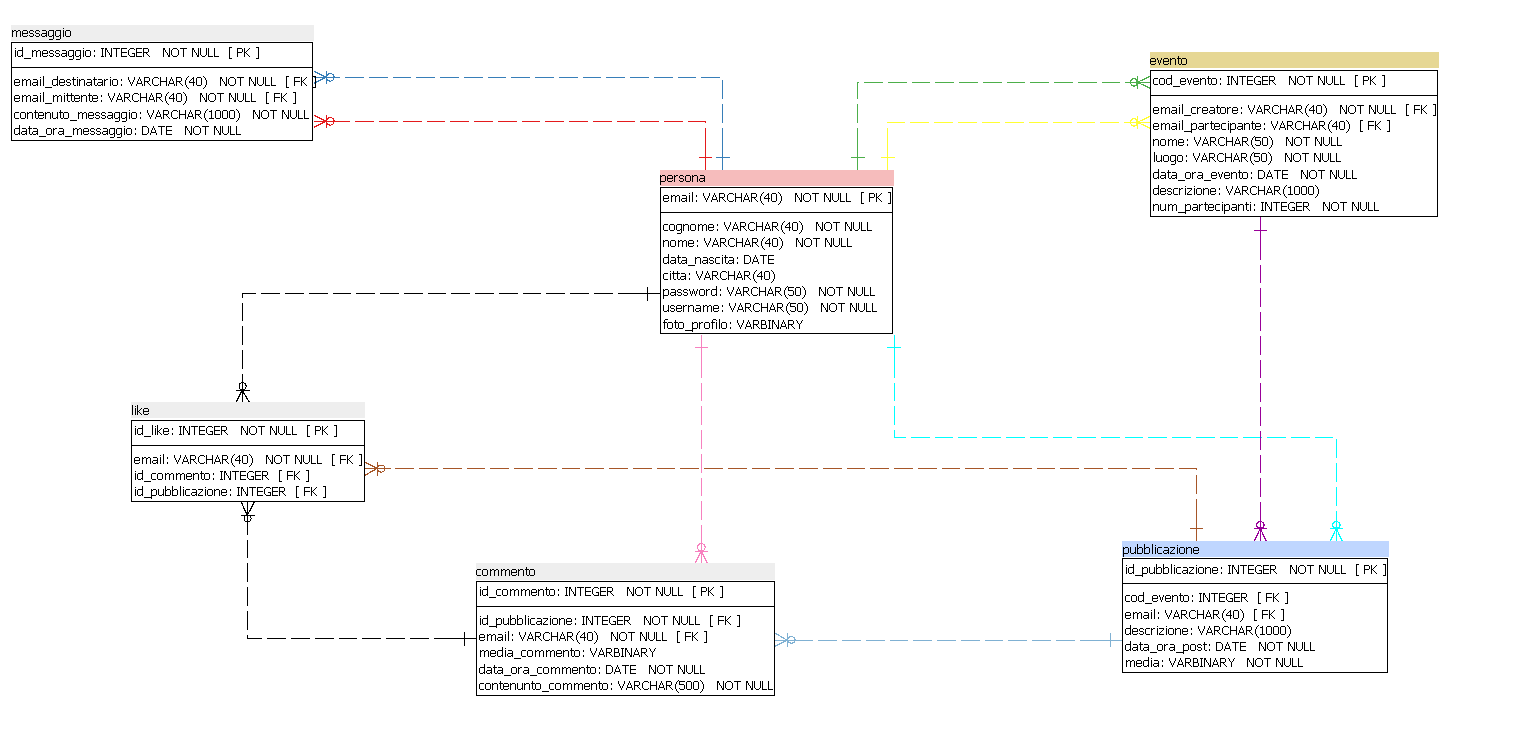 messaggio
id_messaggio: INTEGER NOT NULL [ PK ]
email_destinatario: VARCHAR(40) NOT NULL [ FK ]
email_mittente: VARCHAR(40) NOT NULL [ FK ]
contenuto_messaggio: VARCHAR(1000) NOT NULL
data_ora_messaggio: DATE NOT NULL
evento
cod_evento: INTEGER NOT NULL [ PK ]
email_creatore: VARCHAR(40) NOT NULL [ FK ]
email_partecipante: VARCHAR(40) [ FK ]
nome: VARCHAR(50) NOT NULL
luogo: VARCHAR(50) NOT NULL
data_ora_evento: DATE NOT NULL
descrizione: VARCHAR(1000)
num_partecipanti: INTEGER NOT NULL
persona
email: VARCHAR(40) NOT NULL [ PK ]
cognome: VARCHAR(40) NOT NULL
nome: VARCHAR(40) NOT NULL
data_nascita: DATE
citta: VARCHAR(40)
password: VARCHAR(50) NOT NULL
username: VARCHAR(50) NOT NULL
foto_profilo: VARBINARY
like
id_like: INTEGER NOT NULL [ PK ]
email: VARCHAR(40) NOT NULL [ FK ]
id_commento: INTEGER [ FK ]
id_pubblicazione: INTEGER [ FK ]
commento
id_commento: INTEGER NOT NULL [ PK ]
id_pubblicazione: INTEGER NOT NULL [ FK ]
email: VARCHAR(40) NOT NULL [ FK ]
media_commento: VARBINARY
data_ora_commento: DATE NOT NULL
contenunto_commento: VARCHAR(500) NOT NULL
pubblicazione
id_pubblicazione: INTEGER NOT NULL [ PK ]
cod_evento: INTEGER [ FK ]
email: VARCHAR(40) [ FK ]
descrizione: VARCHAR(1000)
data_ora_post: DATE NOT NULL
media: VARBINARY NOT NULL